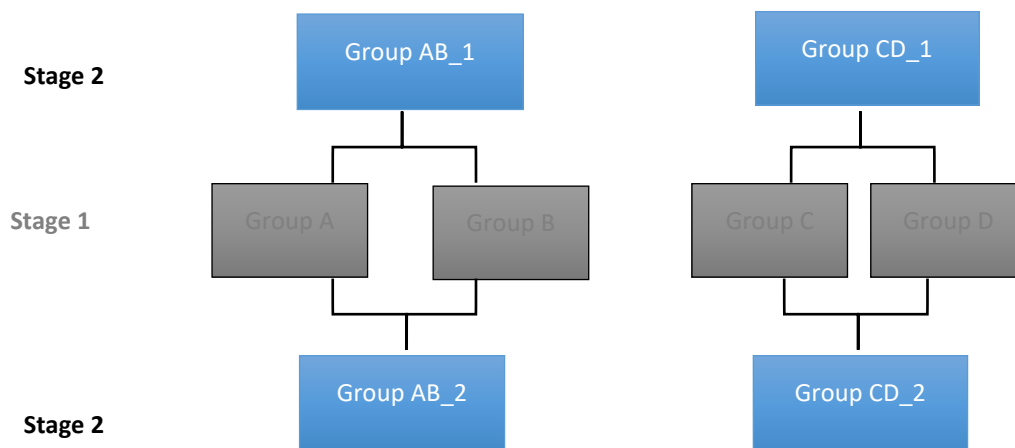 Group AB_1
Group CD_1
Stage 2
Stage 1
Group A
Group B
Group C
Group D
Group AB_2
Group CD_2
Stage 2